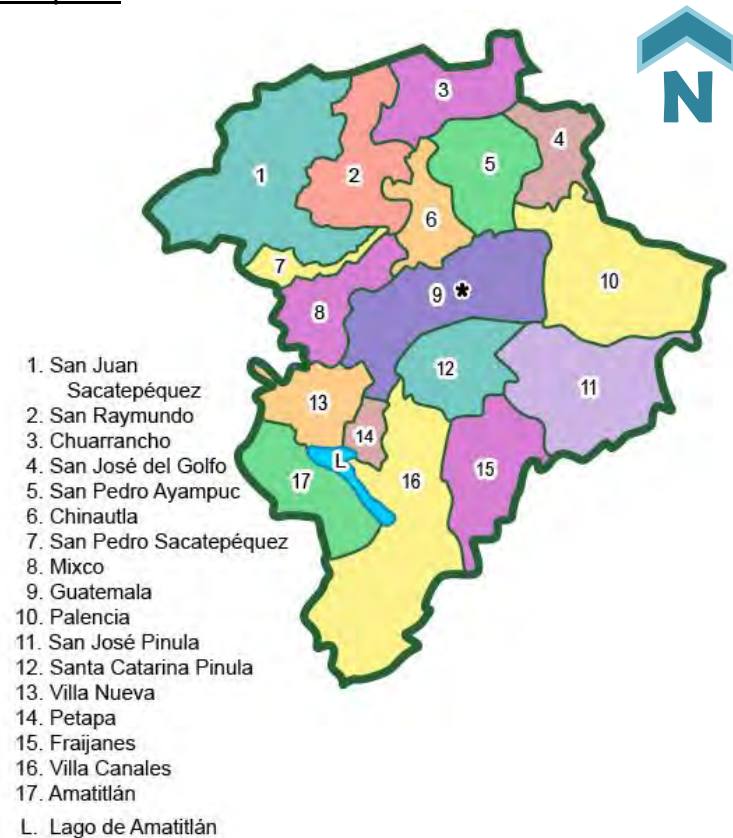 N
3
4
5
1
2
6
7
10
9 *
8
12
11
13
14
L
17
16
15
1. San Juan
Sacatepéquez
2. San Raymundo
3. Chuarrancho
4. San José del Golfo
5. San Pedro Ayampuc
6. Chinautla
7. San Pedro Sacatepéquez
8. Mixco
9. Guatemala
10. Palencia
11. San José Pinula
12. Santa Catarina Pinula
13. Villa Nueva
14. Petapa
15. Fraijanes
16. Villa Canales
17. Amatitlán
L. Lago de Amatitlán